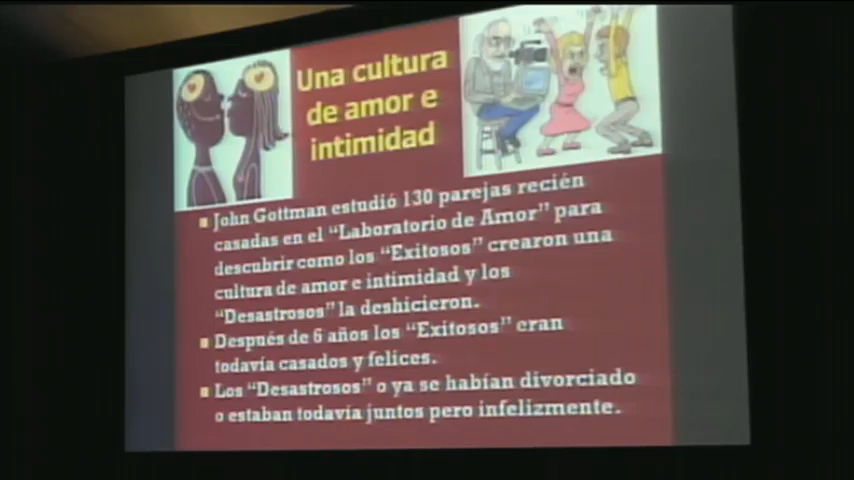 Una cultura
de amor e
intimidad
John Gottman estudió 130 parejas recién
casadas en el "Laboratorio de Amor" para
descubrir como los "Exitosos" crearon una
cultura de amor e intimidad y los
"Desastrosos" la deshicieron.
Después de 6 años los "Exitosos" eran
todavía casados y felices.
Los "Desastrosos" o ya se habían divorciado
o estaban todavía juntos pero infelizmente.